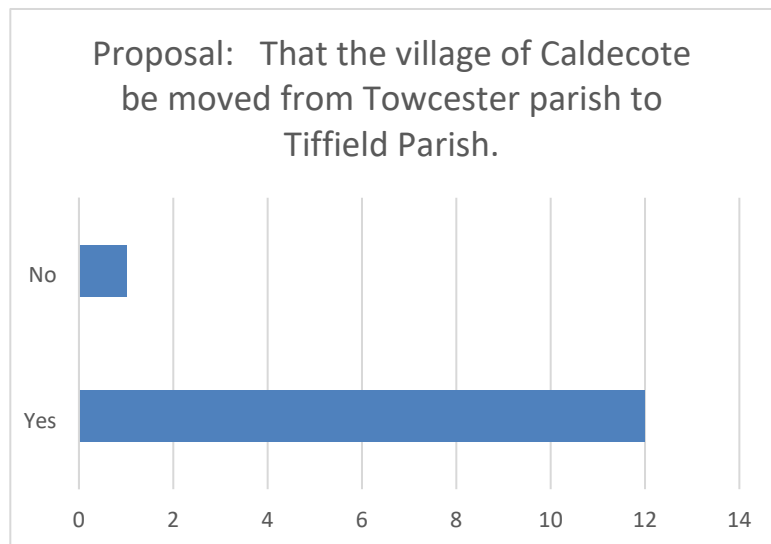 Proposal: That the village of Caldecote
be moved from Towcester parish to
Tiffield Parish.
No
Yes
0 2 4 6 8 10 12 14